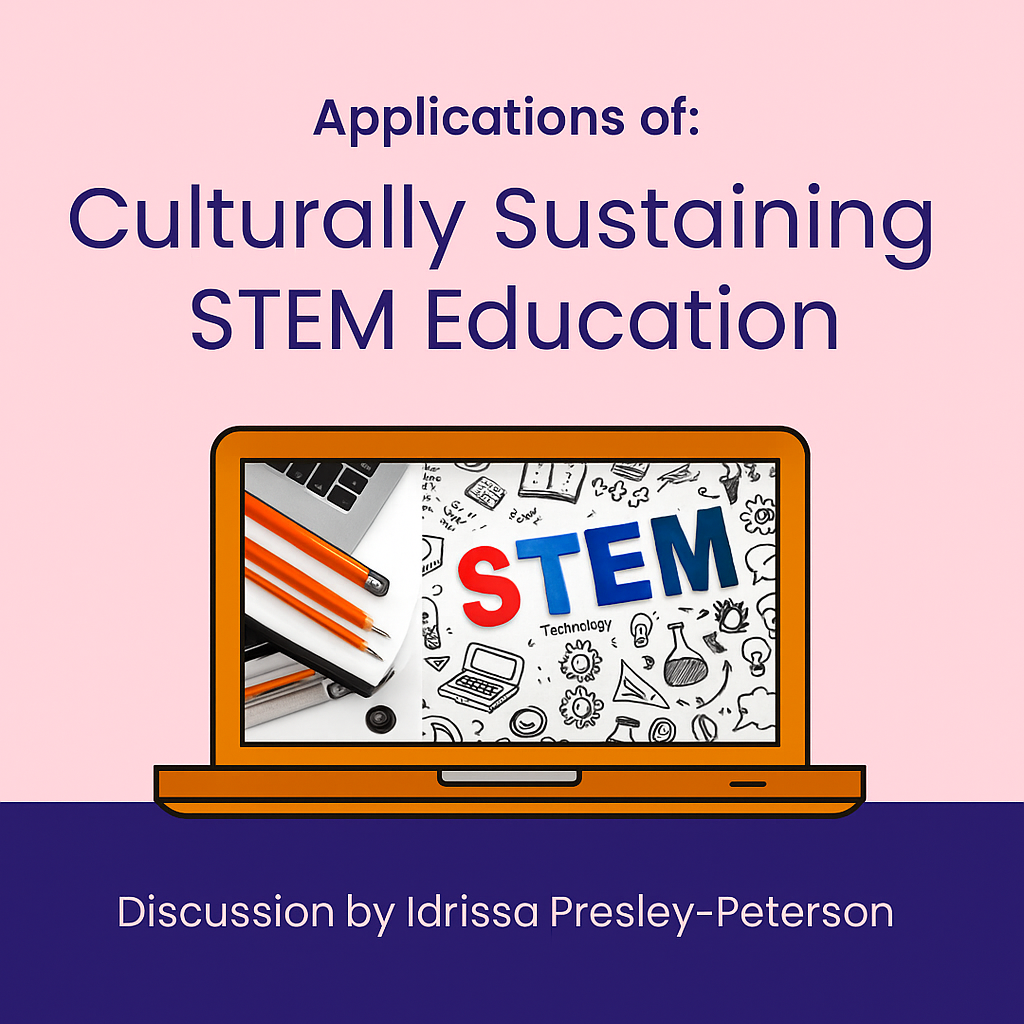 Applications of:
Culturally Sustaining
STEM Education
STEM
Technology
Discussion by Idrissa Presley-Peterson